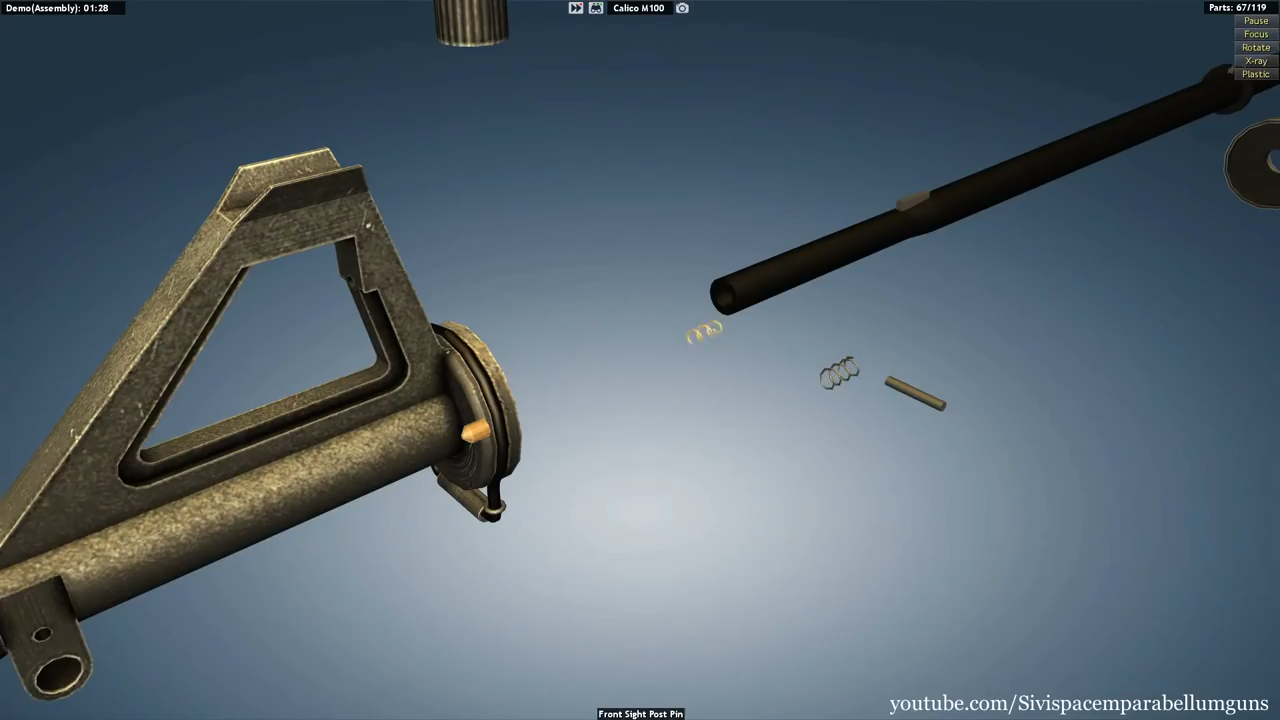 Demo(Assembly): 01:28
Calico M100
Parts: 67/119
Pause
Focus
Rotate
X-ray
Plastic
Front Sight Post Pin
youtube.com/Sivispacemparabellumguns